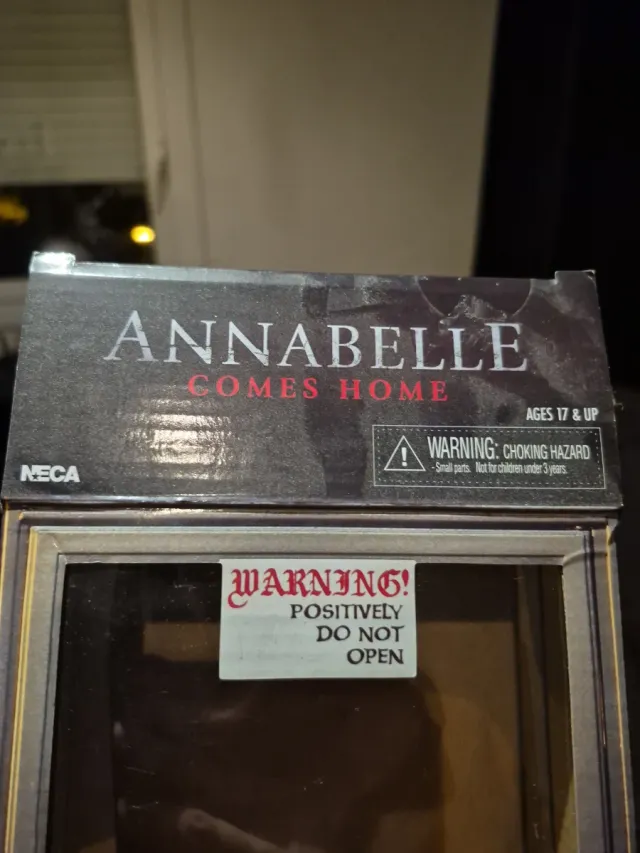 ANNABELLE
COMES HOME
AGES 17 & UP
WARNING: CHOKING HAZARD
Small parts. Not for children under 3 years.
NECA
WARNING!
POSITIVELY
DO NOT
OPEN